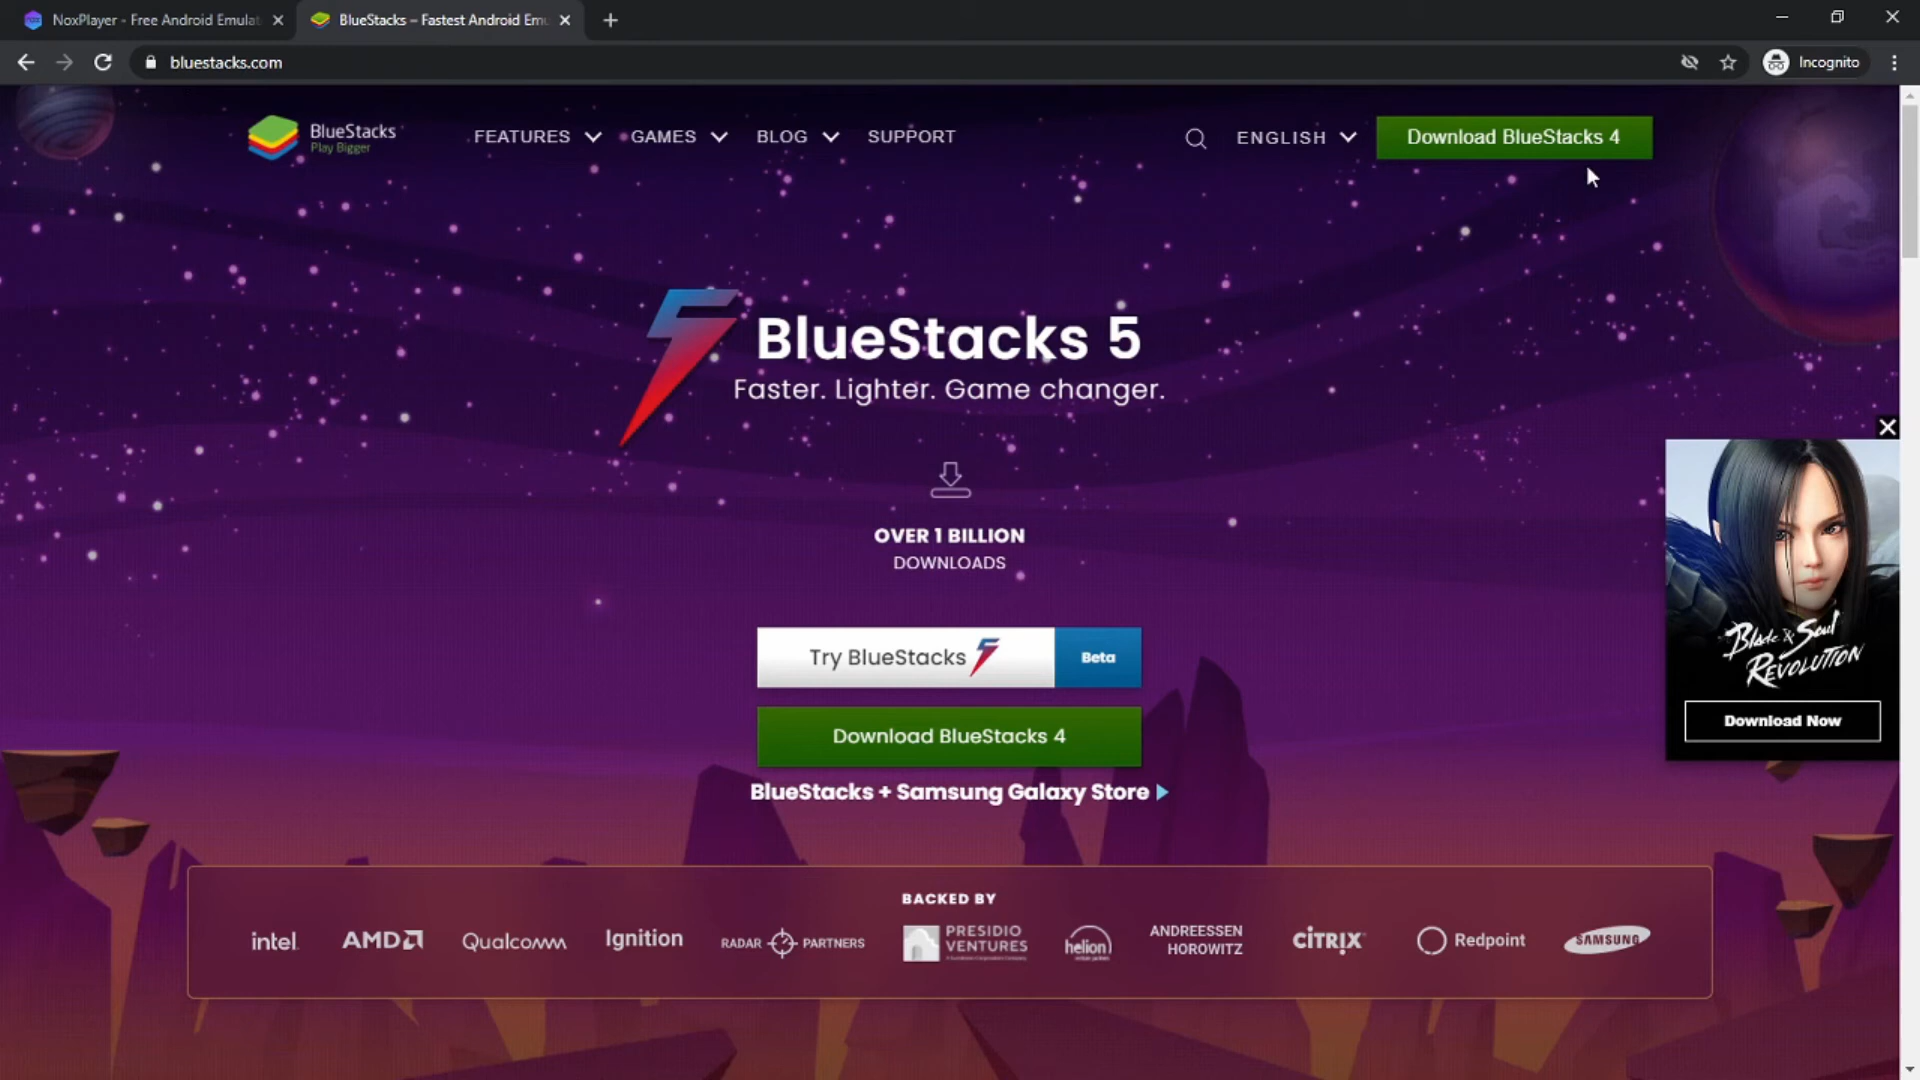 NoxPlayer - Free Android Emulat
BlueStacks – Fastest Android Emu
bluestacks.com
Incognito
BlueStacks
Play Bigger
FEATURES
GAMES
BLOG
SUPPORT
ENGLISH
Download BlueStacks 4
BlueStacks 5
Faster. Lighter. Game changer.
OVER 1 BILLION
DOWNLOADS
Try BlueStacks 5
Beta
Download BlueStacks 4
BlueStacks + Samsung Galaxy Store
Blade & Soul
REVOLUTION
Download Now
BACKED BY
intel
AMD
Qualcomm
Ignition
RADAR PARTNERS
PRESIDIO
VENTURES
helion
ANDREESSEN
HOROWITZ
CITRIX
Redpoint
SAMSUNG